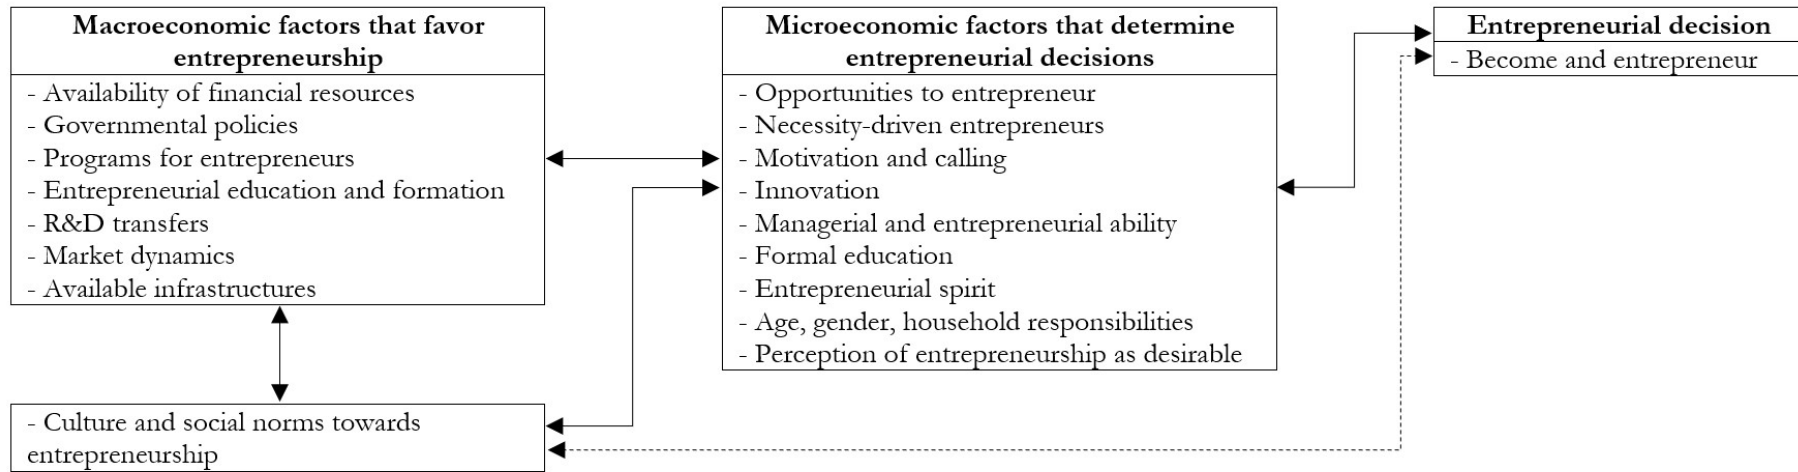 Macroeconomic factors that favor
entrepreneurship
- Availability of financial resources
- Governmental policies
- Programs for entrepreneurs
- Entrepreneurial education and formation
- R&D transfers
- Market dynamics
- Available infrastructures
- Culture and social norms towards
entrepreneurship
Microeconomic factors that determine
entrepreneurial decisions
- Opportunities to entrepreneur
- Necessity-driven entrepreneurs
- Motivation and calling
- Innovation
- Managerial and entrepreneurial ability
- Formal education
- Entrepreneurial spirit
- Age, gender, household responsibilities
- Perception of entrepreneurship as desirable
Entrepreneurial decision
- Become and entrepreneur